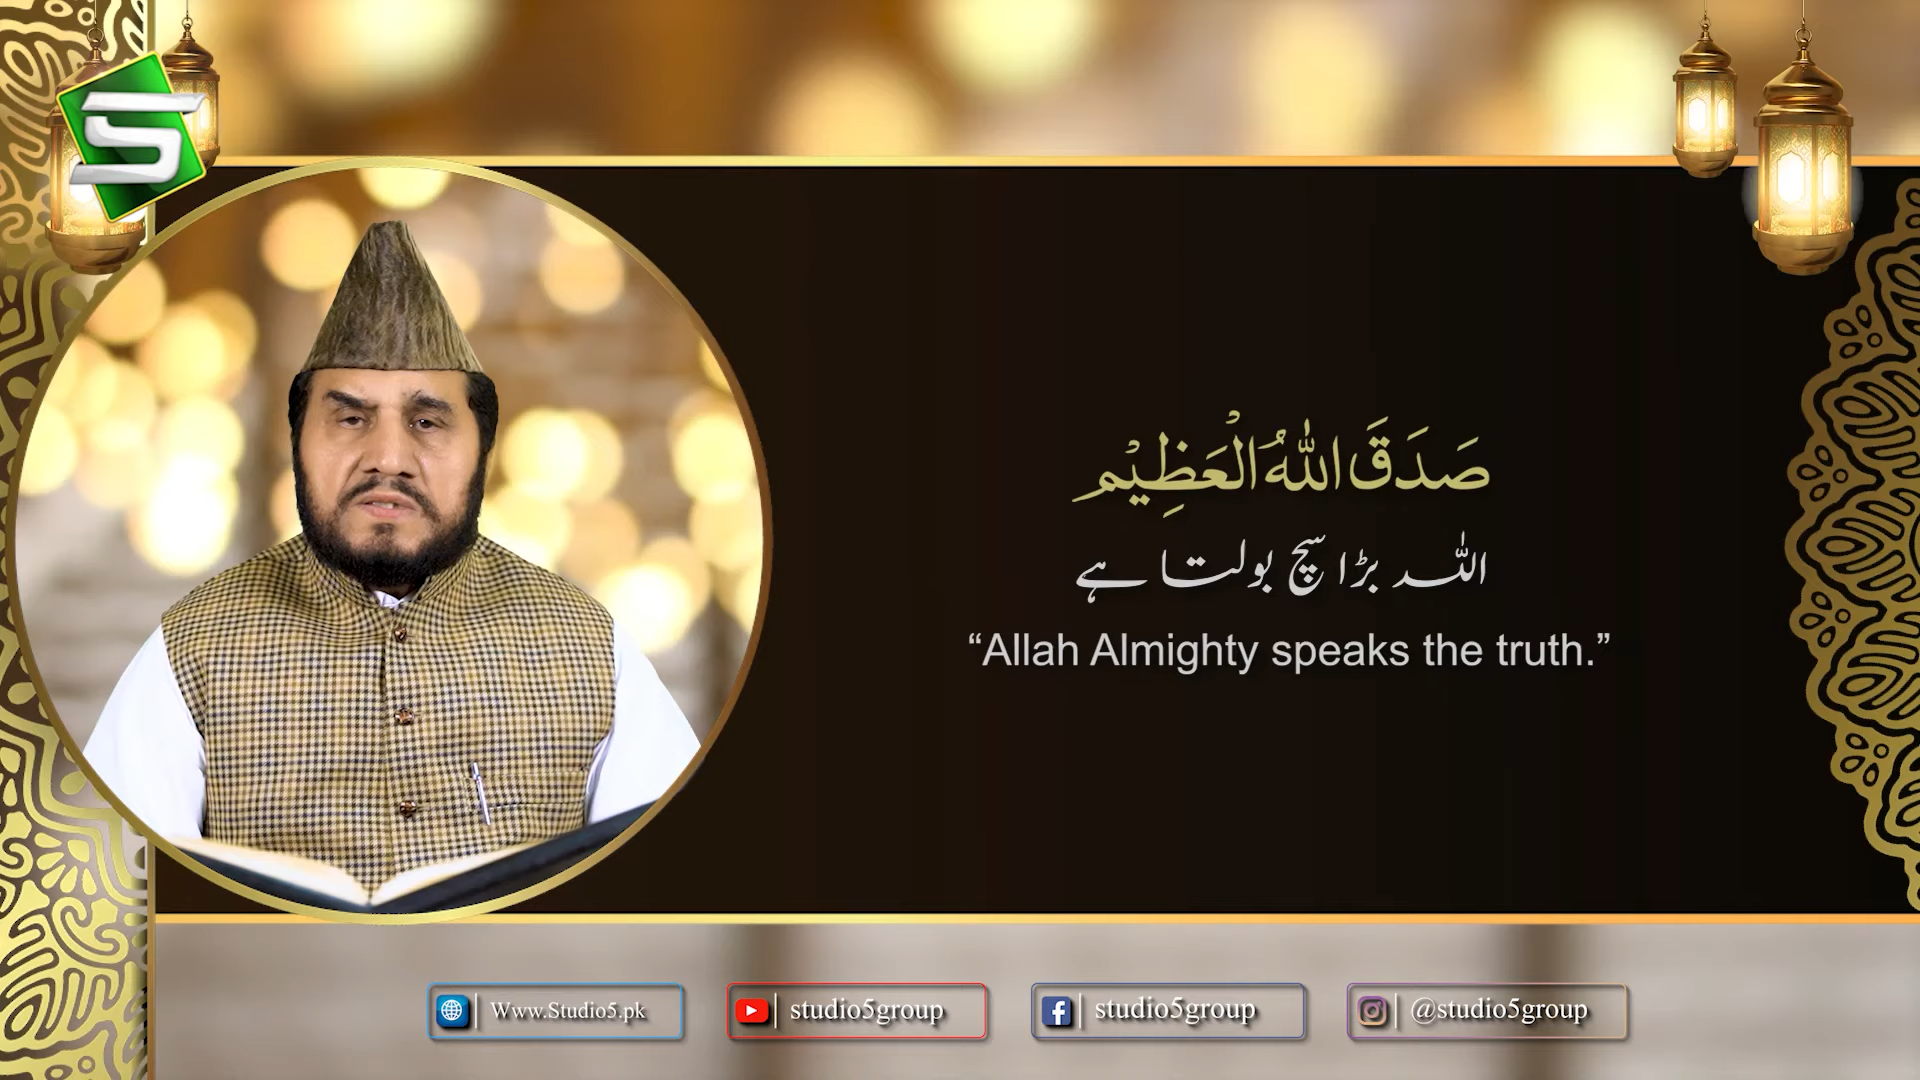 صَدَقَ اللّٰهُ الْعَظِيْم
اللہ بڑا سچ بولتا ہے
“Allah Almighty speaks the truth.”
Www.Studio5.pk
studio5group
studio5group
@studio5group